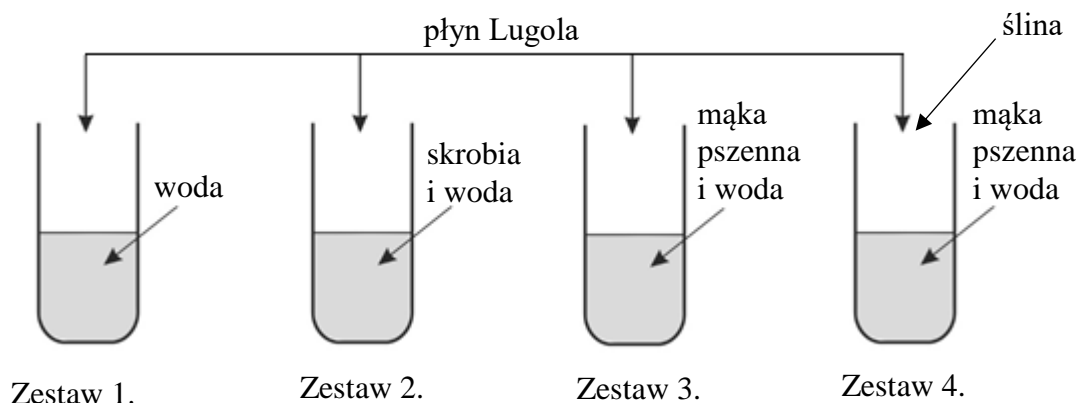 płyn Lugola
ślina
woda
skrobia
i woda
mąka
pszenna
i woda
mąka
pszenna
i woda
Zestaw 1.
Zestaw 2.
Zestaw 3.
Zestaw 4.